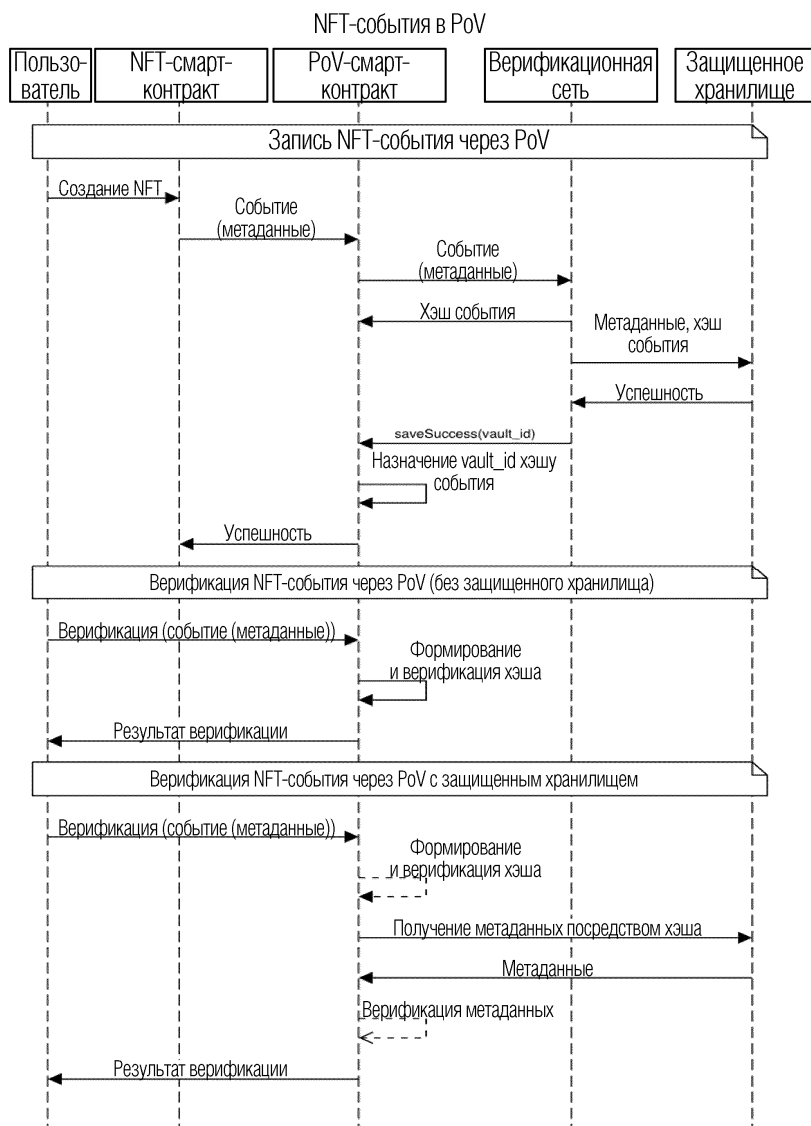 NFT-события в PoV
Пользо-
ватель
NFT-смарт-
контракт
PoV-смарт-
контракт
Верификационная
сеть
Защищенное
хранилище
Запись NFT-события через PoV
Создание NFT
Событие
(метаданные)
Событие
(метаданные)
Хэш события
Метаданные, хэш
события
Успешность
saveSuccess(vault_id)
Назначение vault_id хэшу
события
Успешность
Верификация NFT-события через PoV (без защищенного хранилища)
Верификация (событие (метаданные))
Формирование
и верификация хэша
Результат верификации
Верификация NFT-события через PoV с защищенным хранилищем
Верификация (событие (метаданные))
Формирование
и верификация хэша
Получение метаданных посредством хэша
Метаданные
Верификация метаданных
Результат верификации